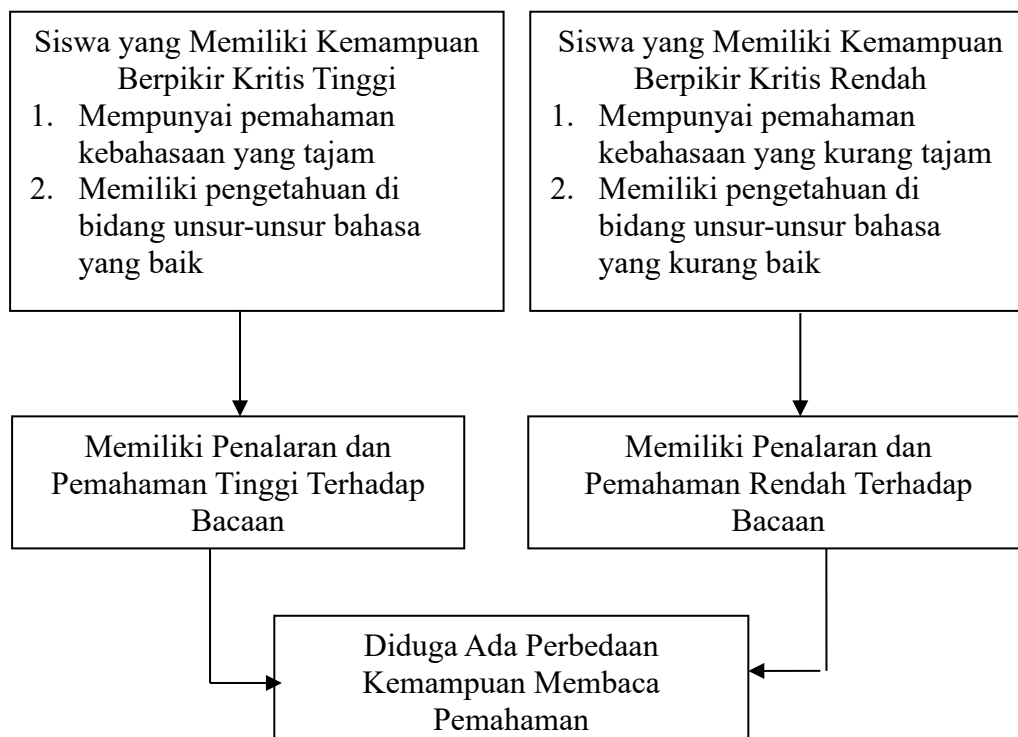 Siswa yang Memiliki Kemampuan
Berpikir Kritis Tinggi
1. Mempunyai pemahaman
kebahasaan yang tajam
2. Memiliki pengetahuan di
bidang unsur-unsur bahasa
yang baik
Siswa yang Memiliki Kemampuan
Berpikir Kritis Rendah
1. Mempunyai pemahaman
kebahasaan yang kurang tajam
2. Memiliki pengetahuan di
bidang unsur-unsur bahasa
yang kurang baik
Memiliki Penalaran dan
Pemahaman Tinggi Terhadap
Bacaan
Memiliki Penalaran dan
Pemahaman Rendah Terhadap
Bacaan
Diduga Ada Perbedaan
Kemampuan Membaca
Pemahaman